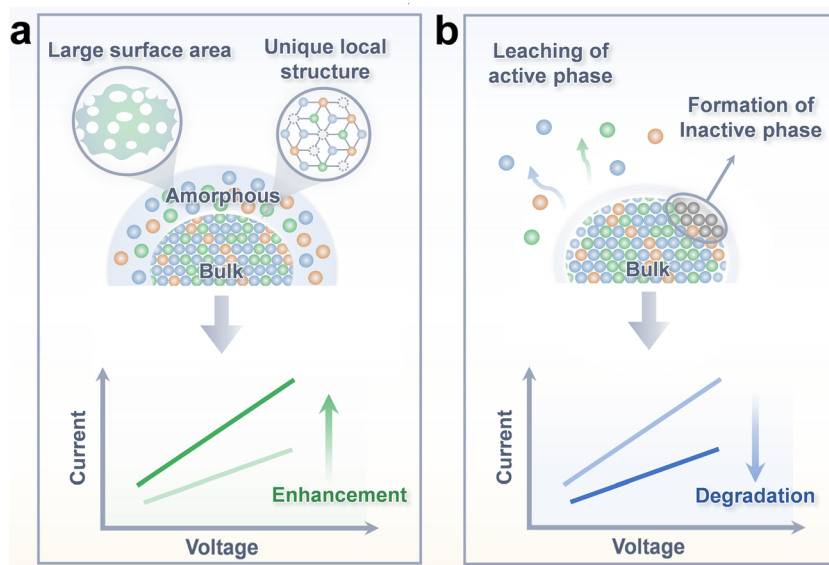 a
Large surface area
Unique local
structure
Amorphous
Bulk
Current
Enhancement
Voltage
b
Leaching of
active phase
Formation of
Inactive phase
Bulk
Current
Degradation
Voltage